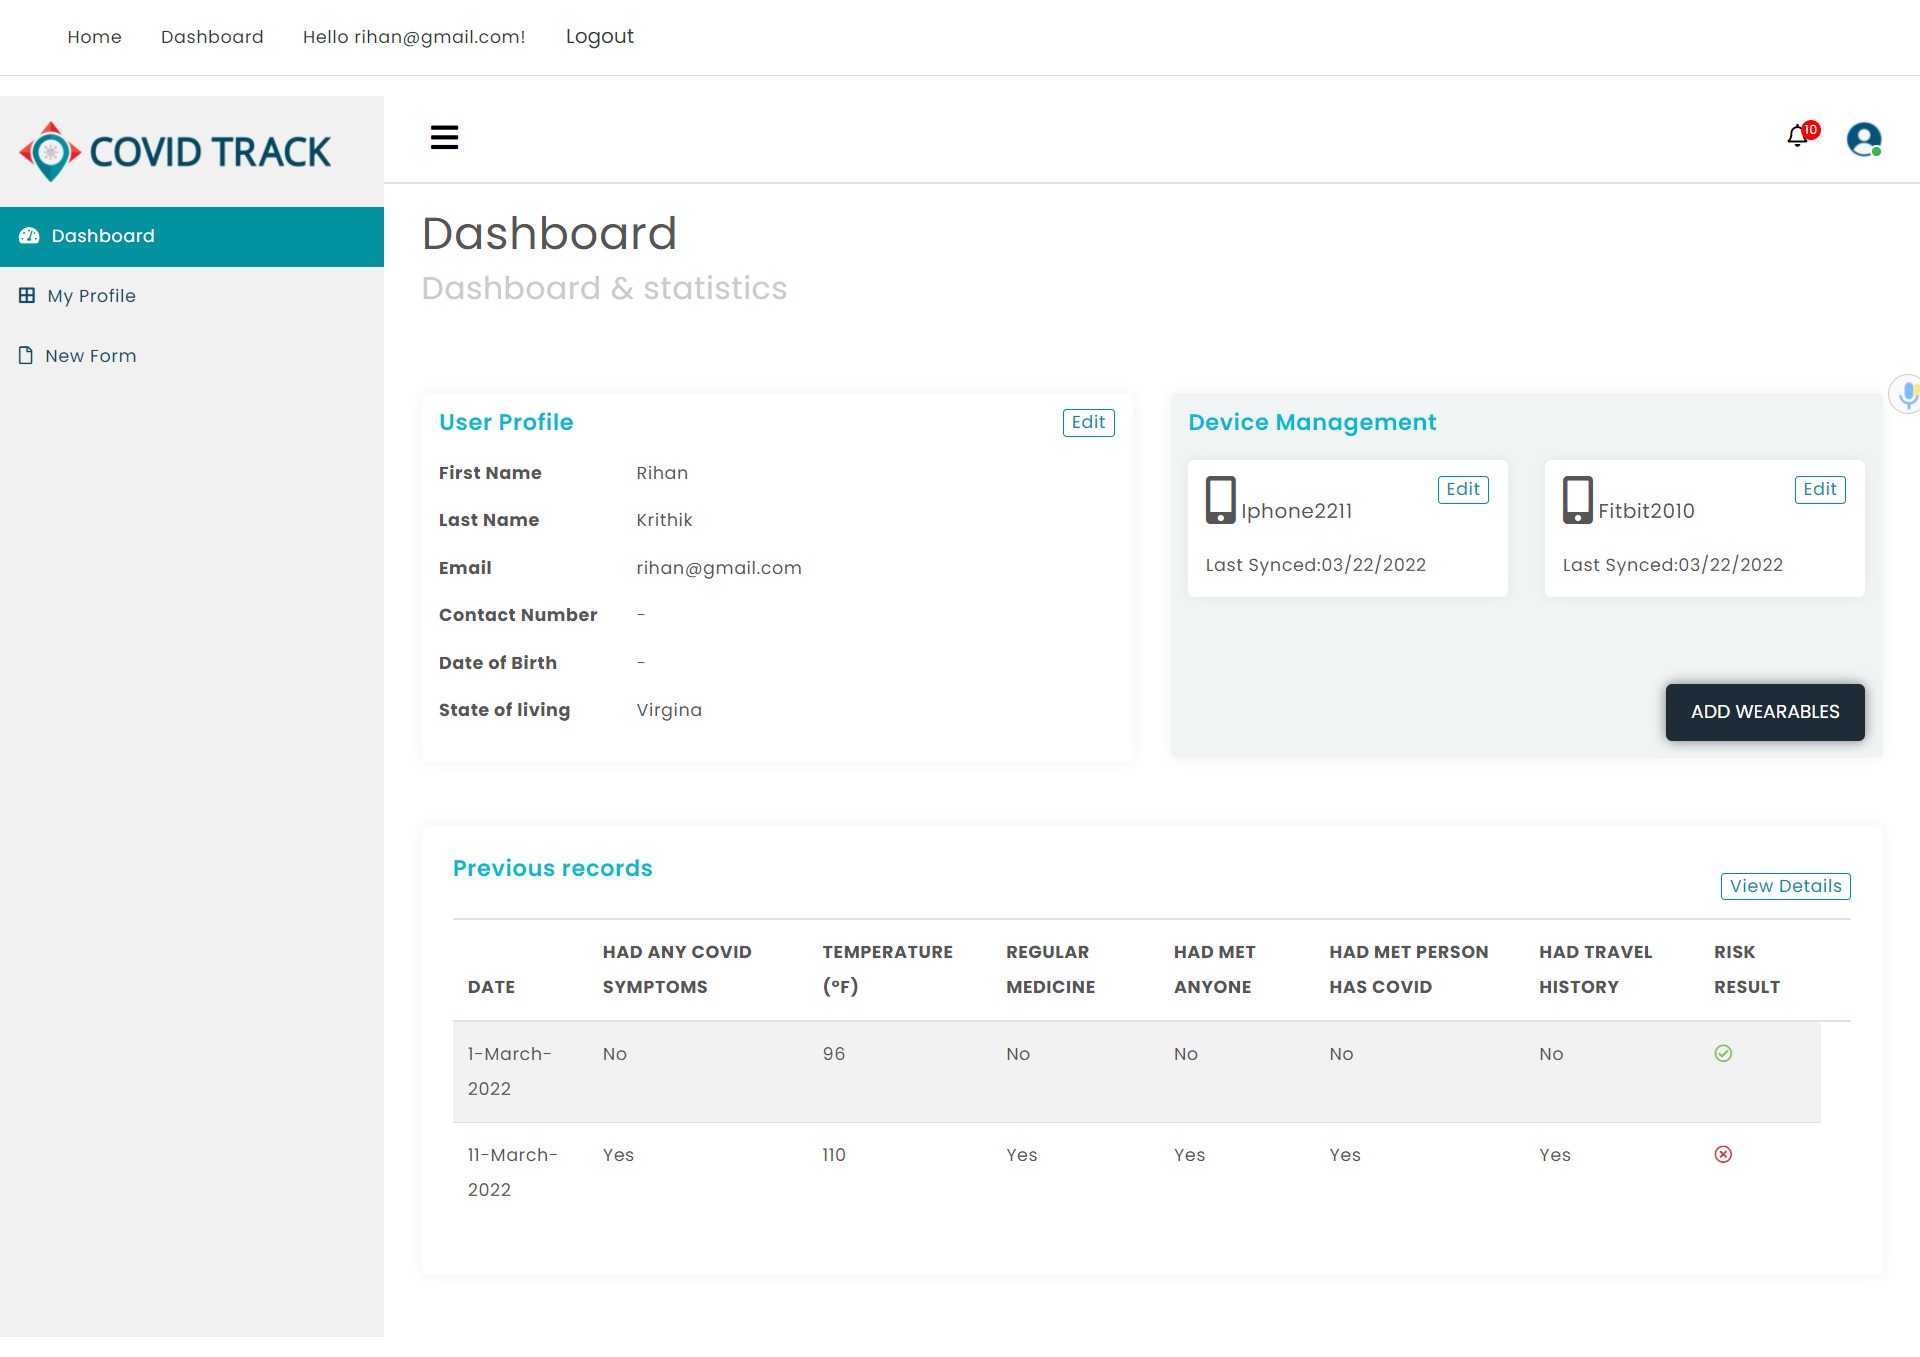 Home Dashboard Hello rihan@gmail.com! Logout
COVID TRACK
10
Dashboard
My Profile
New Form
Dashboard
Dashboard & statistics
User Profile Edit
First Name Rihan
Last Name Krithik
Email rihan@gmail.com
Contact Number -
Date of Birth -
State of living Virgina
Device Management
Iphone2211 Edit
Last Synced:03/22/2022
Fitbit2010 Edit
Last Synced:03/22/2022
ADD WEARABLES
Previous records
View Details
DATE HAD ANY COVID SYMPTOMS TEMPERATURE (°F) REGULAR MEDICINE HAD MET ANYONE HAD MET PERSON HAS COVID HAD TRAVEL HISTORY RISK RESULT
1-March-2022 No 96 No No No No
11-March-2022 Yes 110 Yes Yes Yes Yes